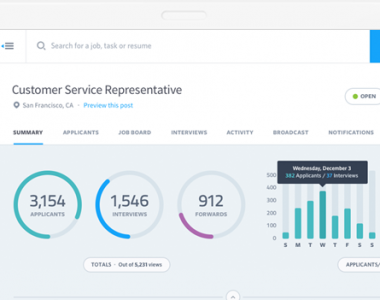 Search for a job, task or resume
Customer Service Representative
OPEN
San Francisco, CA · Preview this post
SUMMARY APPLICANTS JOB BOARD INTERVIEWS ACTIVITY BROADCAST NOTIFICATIONS
Wednesday, December 3
382 Applicants / 37 Interviews
3,154
APPLICANTS
1,546
INTERVIEWS
912
FORWARDS
500
400
300
200
100
0
S M T W T F S S
TOTALS · Out of 5,231 views
APPLICANTS/